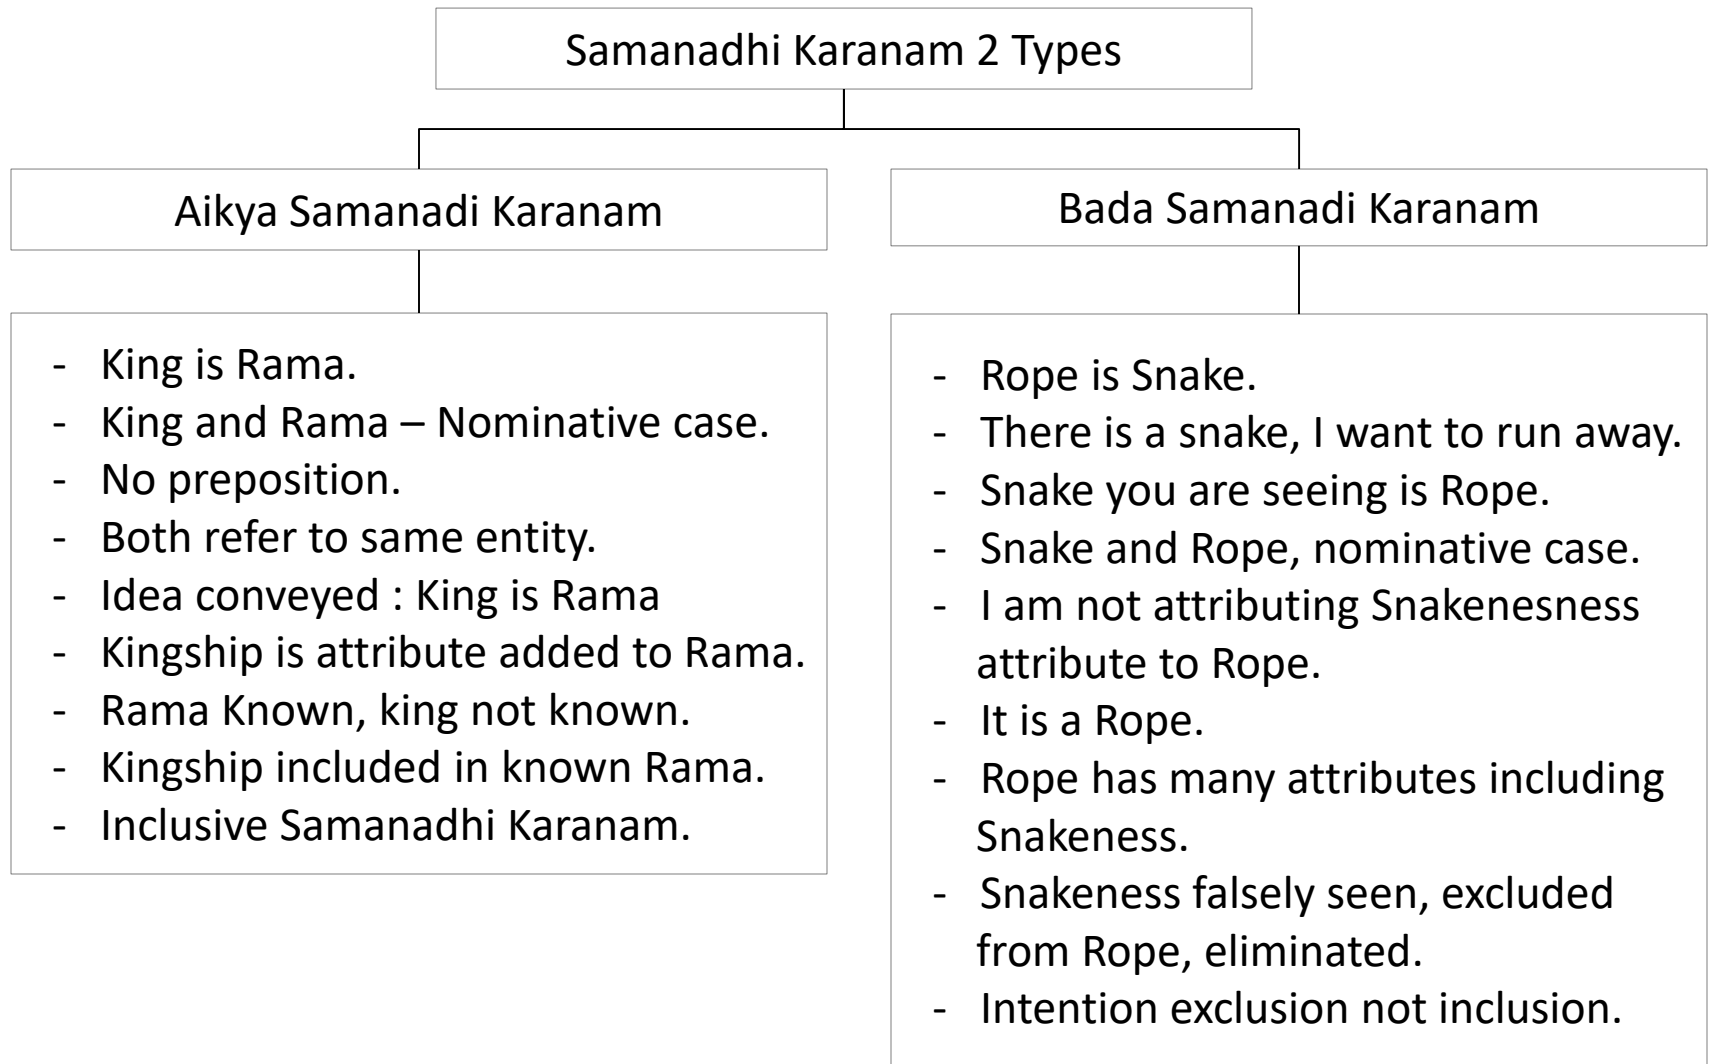 Samanadhi Karanam 2 Types
Aikya Samanadi Karanam
- King is Rama.
- King and Rama – Nominative case.
- No preposition.
- Both refer to same entity.
- Idea conveyed : King is Rama
- Kingship is attribute added to Rama.
- Rama Known, king not known.
- Kingship included in known Rama.
- Inclusive Samanadhi Karanam.
Bada Samanadi Karanam
- Rope is Snake.
- There is a snake, I want to run away.
- Snake you are seeing is Rope.
- Snake and Rope, nominative case.
- I am not attributing Snakenesness
attribute to Rope.
- It is a Rope.
- Rope has many attributes including
Snakeness.
- Snakeness falsely seen, excluded
from Rope, eliminated.
- Intention exclusion not inclusion.